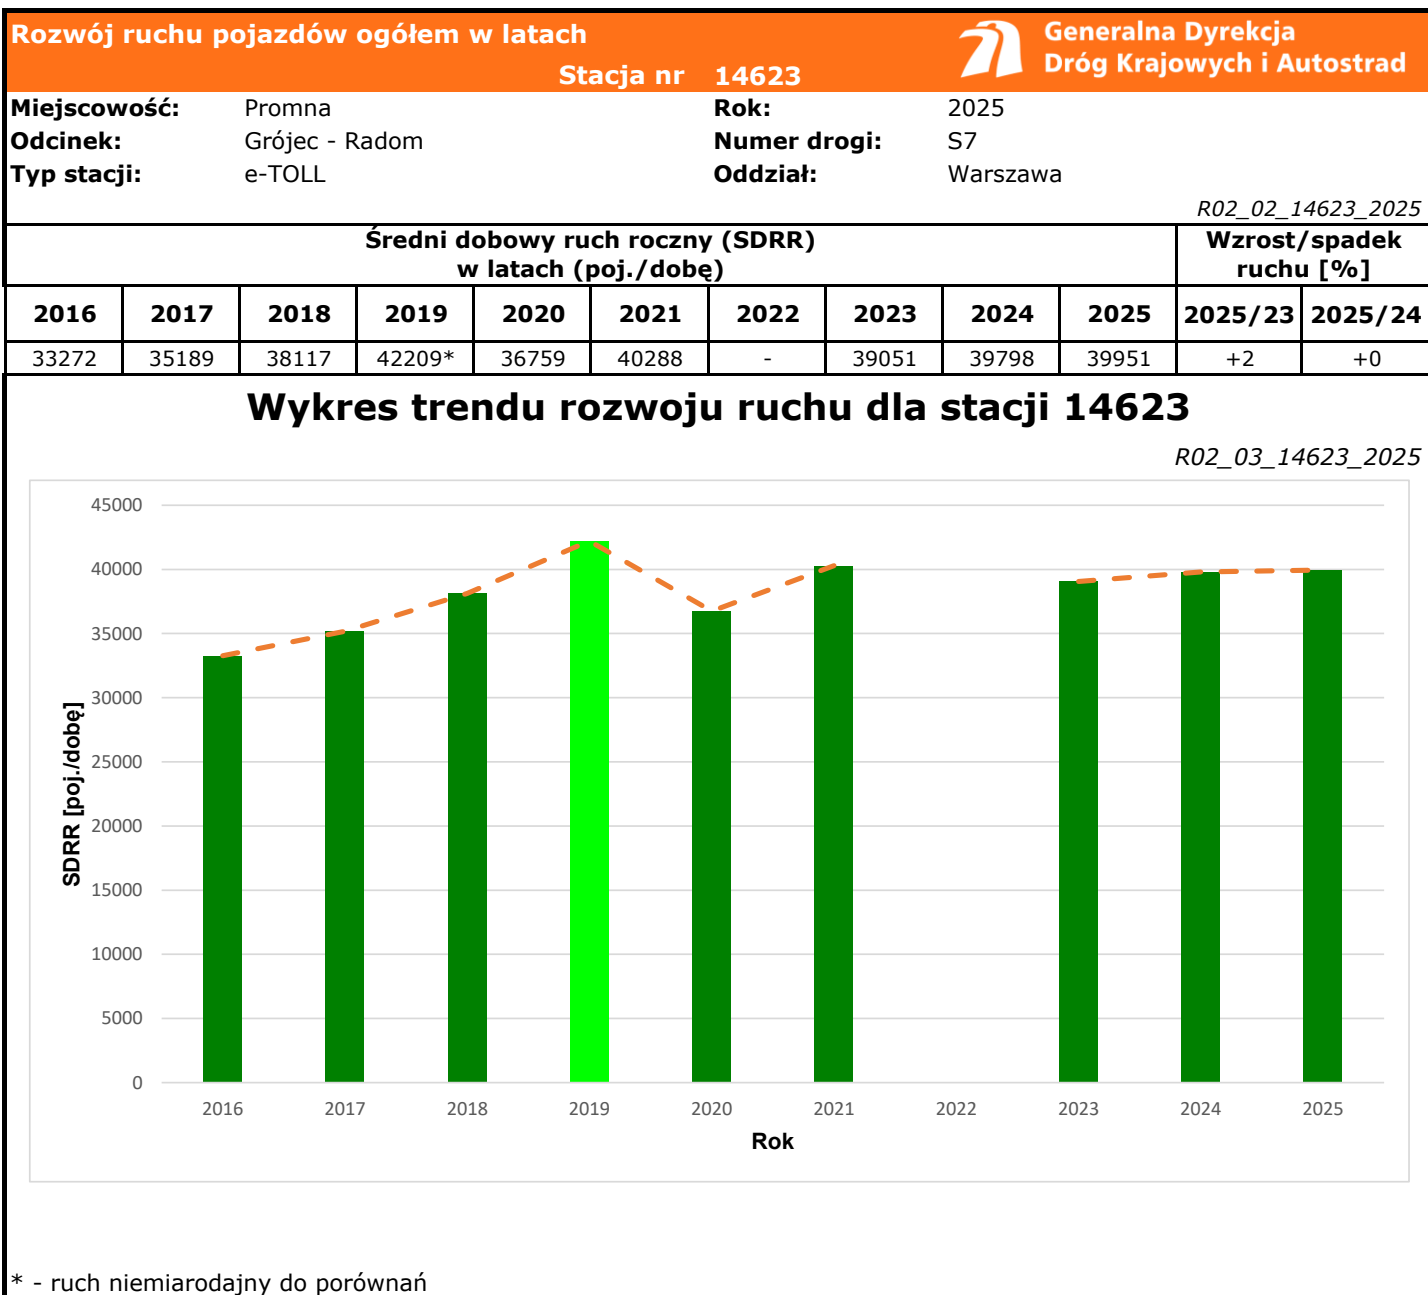 Rozwój ruchu pojazdów ogółem w latach
Stacja nr 14623
Generalna Dyrekcja
Dróg Krajowych i Autostrad
Miejscowość: Promna Rok: 2025
Odcinek: Grójec - Radom Numer drogi: S7
Typ stacji: e-TOLL Oddział: Warszawa
R02_02_14623_2025
Średni dobowy ruch roczny (SDRR)
w latach (poj./dobę)
Wzrost/spadek
ruchu [%]
2016 2017 2018 2019 2020 2021 2022 2023 2024 2025 2025/23 2025/24
33272 35189 38117 42209* 36759 40288 - 39051 39798 39951 +2 +0
Wykres trendu rozwoju ruchu dla stacji 14623
R02_03_14623_2025
45000
40000
35000
30000
25000
20000
15000
10000
5000
0
SDRR [poj./dobę]
2016 2017 2018 2019 2020 2021 2022 2023 2024 2025
Rok
* - ruch niemiarodajny do porównań